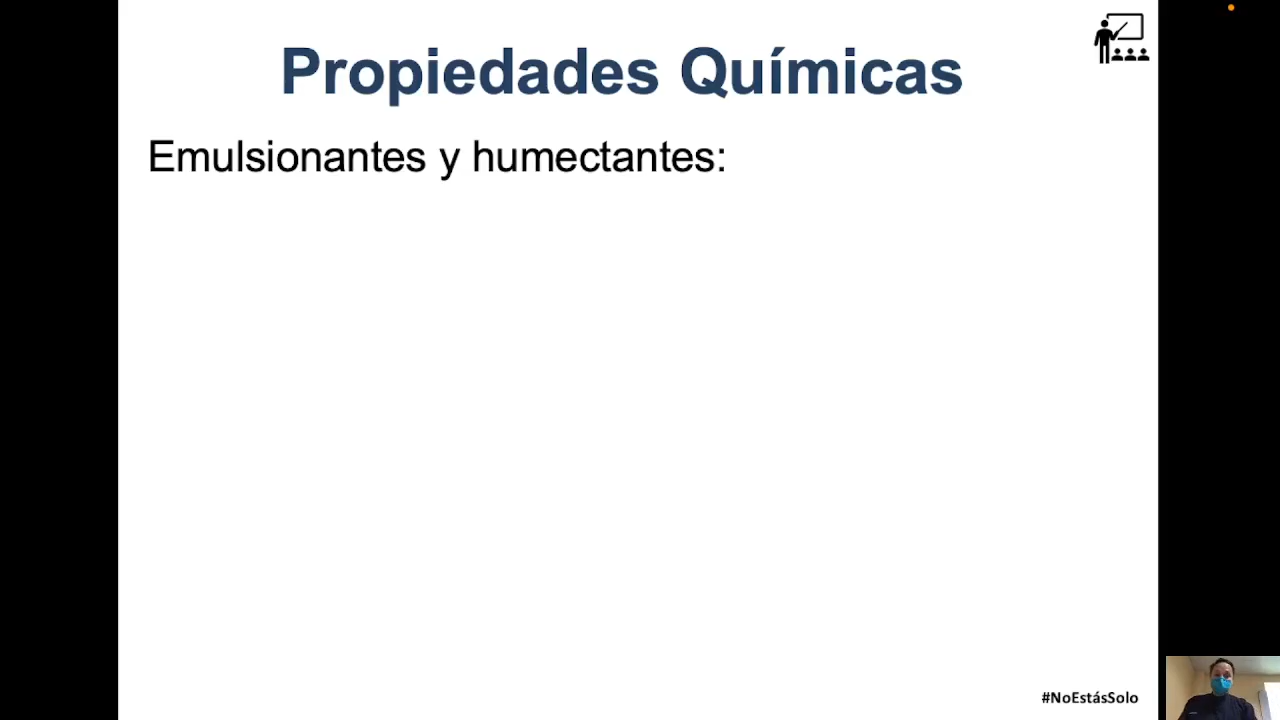 Propiedades Químicas
Emulsionantes y humectantes:
#NoEstásSolo